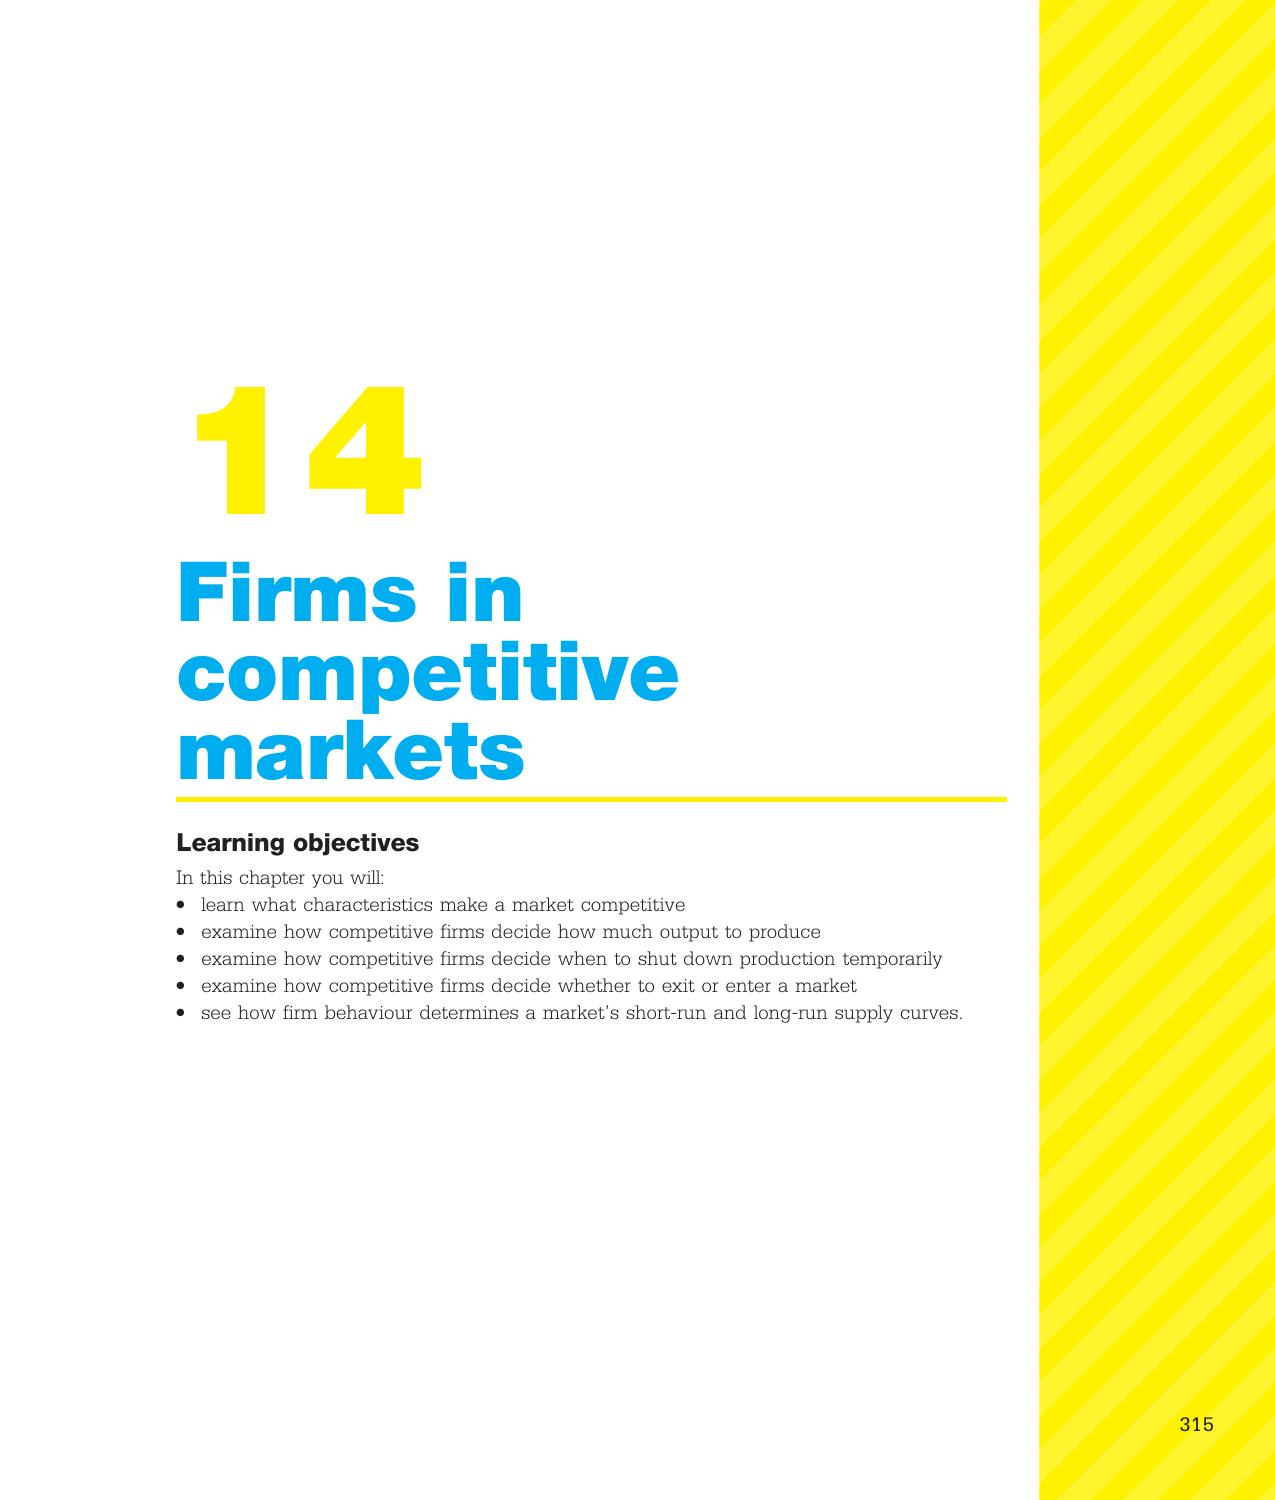 14
Firms in
competitive
markets
Learning objectives
In this chapter you will:
• learn what characteristics make a market competitive
• examine how competitive firms decide how much output to produce
• examine how competitive firms decide when to shut down production temporarily
• examine how competitive firms decide whether to exit or enter a market
• see how firm behaviour determines a market’s short-run and long-run supply curves.
315